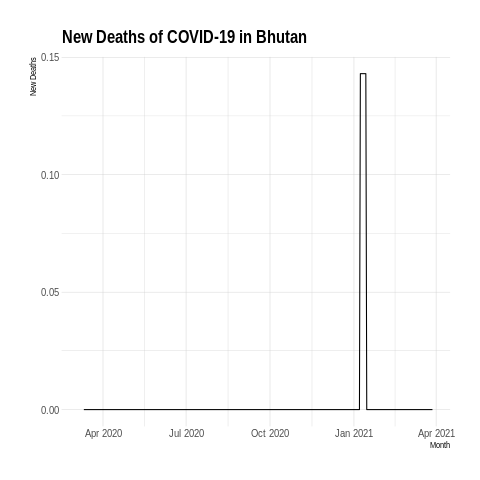 New Deaths of COVID-19 in Bhutan
New Deaths
0.15
0.10
0.05
0.00
Apr 2020 Jul 2020 Oct 2020 Jan 2021 Apr 2021
Month